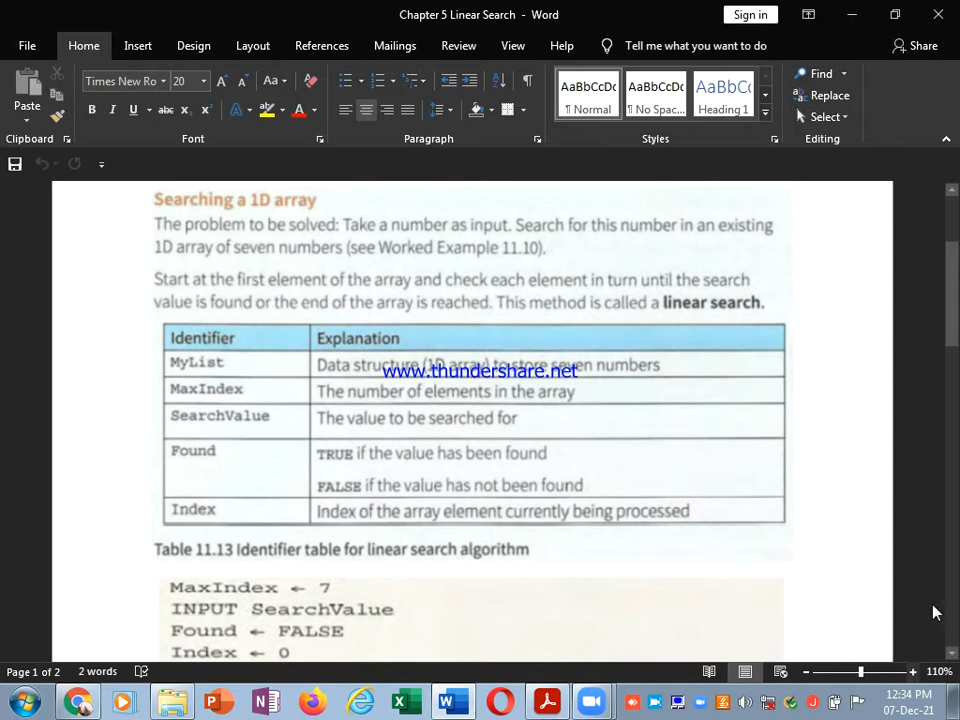 Chapter 5 Linear Search - Word
Sign in
File Home Insert Design Layout References Mailings Review View Help Tell me what you want to do Share
Times New Ro 20
Paste
AaBbCcDc AaBbCcDc AaBbCc
¶ Normal ¶ No Spac... Heading 1
Find
Replace
Select
Clipboard Font Paragraph Styles Editing
Searching a 1D array
The problem to be solved: Take a number as input. Search for this number in an existing
1D array of seven numbers (see Worked Example 11.10).
Start at the first element of the array and check each element in turn until the search
value is found or the end of the array is reached. This method is called a linear search.
Identifier Explanation
MyList Data structure (1D array) to store seven numbers
www.thundershare.net
MaxIndex The number of elements in the array
SearchValue The value to be searched for
Found TRUE if the value has been found
FALSE if the value has not been found
Index Index of the array element currently being processed
Table 11.13 Identifier table for linear search algorithm
MaxIndex ← 7
INPUT SearchValue
Found ← FALSE
Index ← 0
Page 1 of 2 2 words 110%
12:34 PM
07-Dec-21